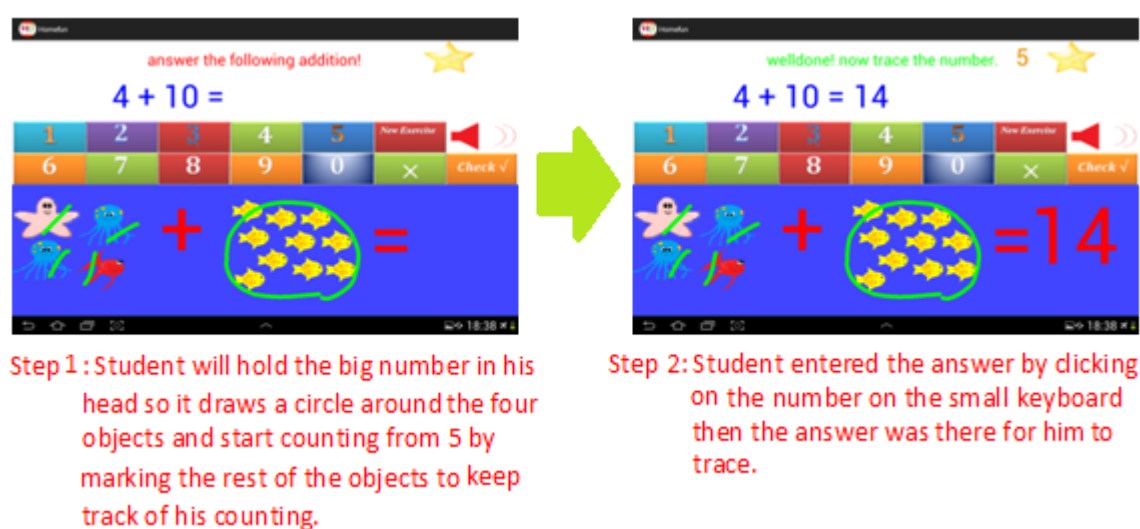 Homefun
answer the following addition!
4 + 10 =
1 2 3 4 5 New Exercise
6 7 8 9 0 × Check √
+ =
18:38
Step 1: Student will hold the big number in his
head so it draws a circle around the four
objects and start counting from 5 by
marking the rest of the objects to keep
track of his counting.
Homefun
welldone! now trace the number. 5
4 + 10 = 14
1 2 3 4 5 New Exercise
6 7 8 9 0 × Check √
+ =14
18:38
Step 2: Student entered the answer by clicking
on the number on the small keyboard
then the answer was there for him to
trace.